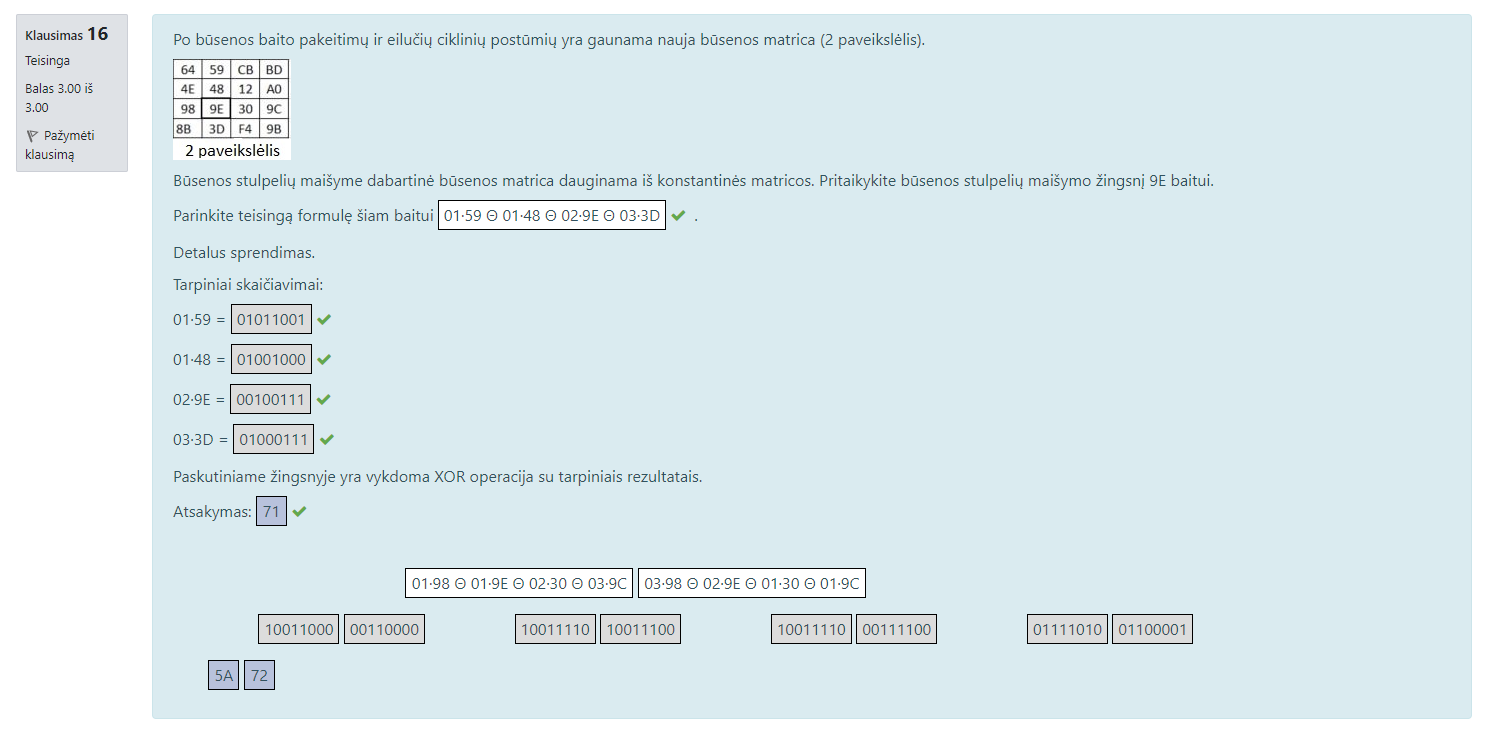 Klausimas 16
Teisinga
Balas 3.00 iš
3.00
Pažymėti
klausimą
Po būsenos baito pakeitimų ir eilučių ciklinių postūmių yra gaunama nauja būsenos matrica (2 paveikslėlis).
64 59 CB BD
4E 48 12 A0
98 9E 30 9C
8B 3D F4 9B
2 paveikslėlis
Būsenos stulpelių maišyme dabartinė būsenos matrica dauginama iš konstantinės matricos. Pritaikykite būsenos stulpelių maišymo žingsnį 9E baitui.
Parinkite teisingą formulę šiam baitui 01·59 Θ 01·48 Θ 02·9E Θ 03·3D .
Detalus sprendimas.
Tarpiniai skaičiavimai:
01·59 = 01011001
01·48 = 01001000
02·9E = 00100111
03·3D = 01000111
Paskutiniame žingsnyje yra vykdoma XOR operacija su tarpiniais rezultatais.
Atsakymas: 71
01·98 Θ 01·9E Θ 02·30 Θ 03·9C 03·98 Θ 02·9E Θ 01·30 Θ 01·9C
10011000 00110000 10011110 10011100 10011110 00111100 01111010 01100001
5A 72